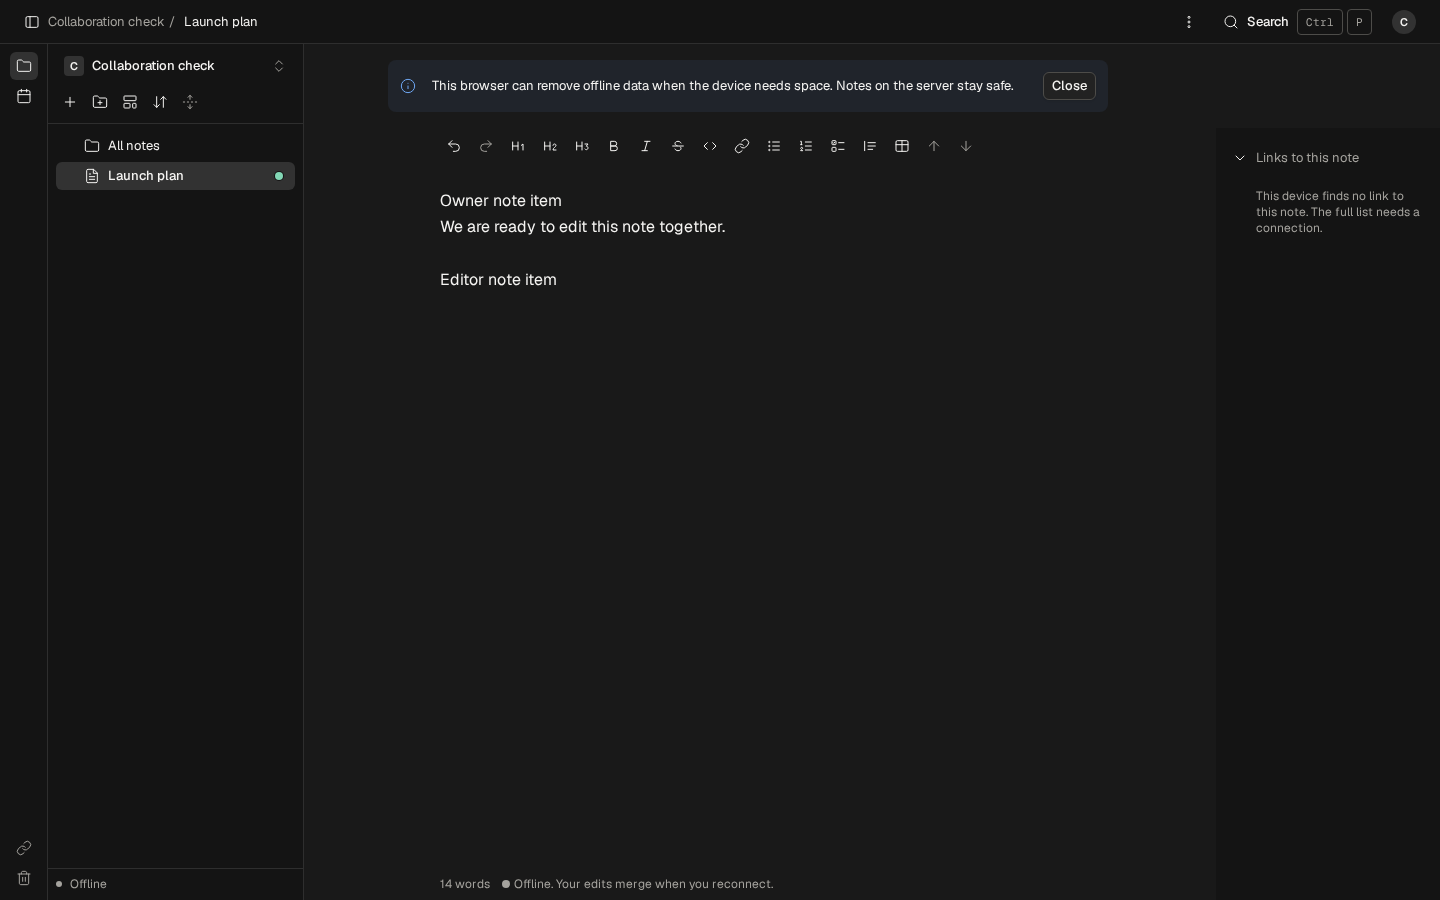 Collaboration check / Launch plan
Search Ctrl P C
C Collaboration check
This browser can remove offline data when the device needs space. Notes on the server stay safe. Close
H1 H2 H3 B I S
All notes
Launch plan
Links to this note
This device finds no link to
this note. The full list needs a
connection.
Owner note item
We are ready to edit this note together.
Editor note item
Offline
14 words Offline. Your edits merge when you reconnect.